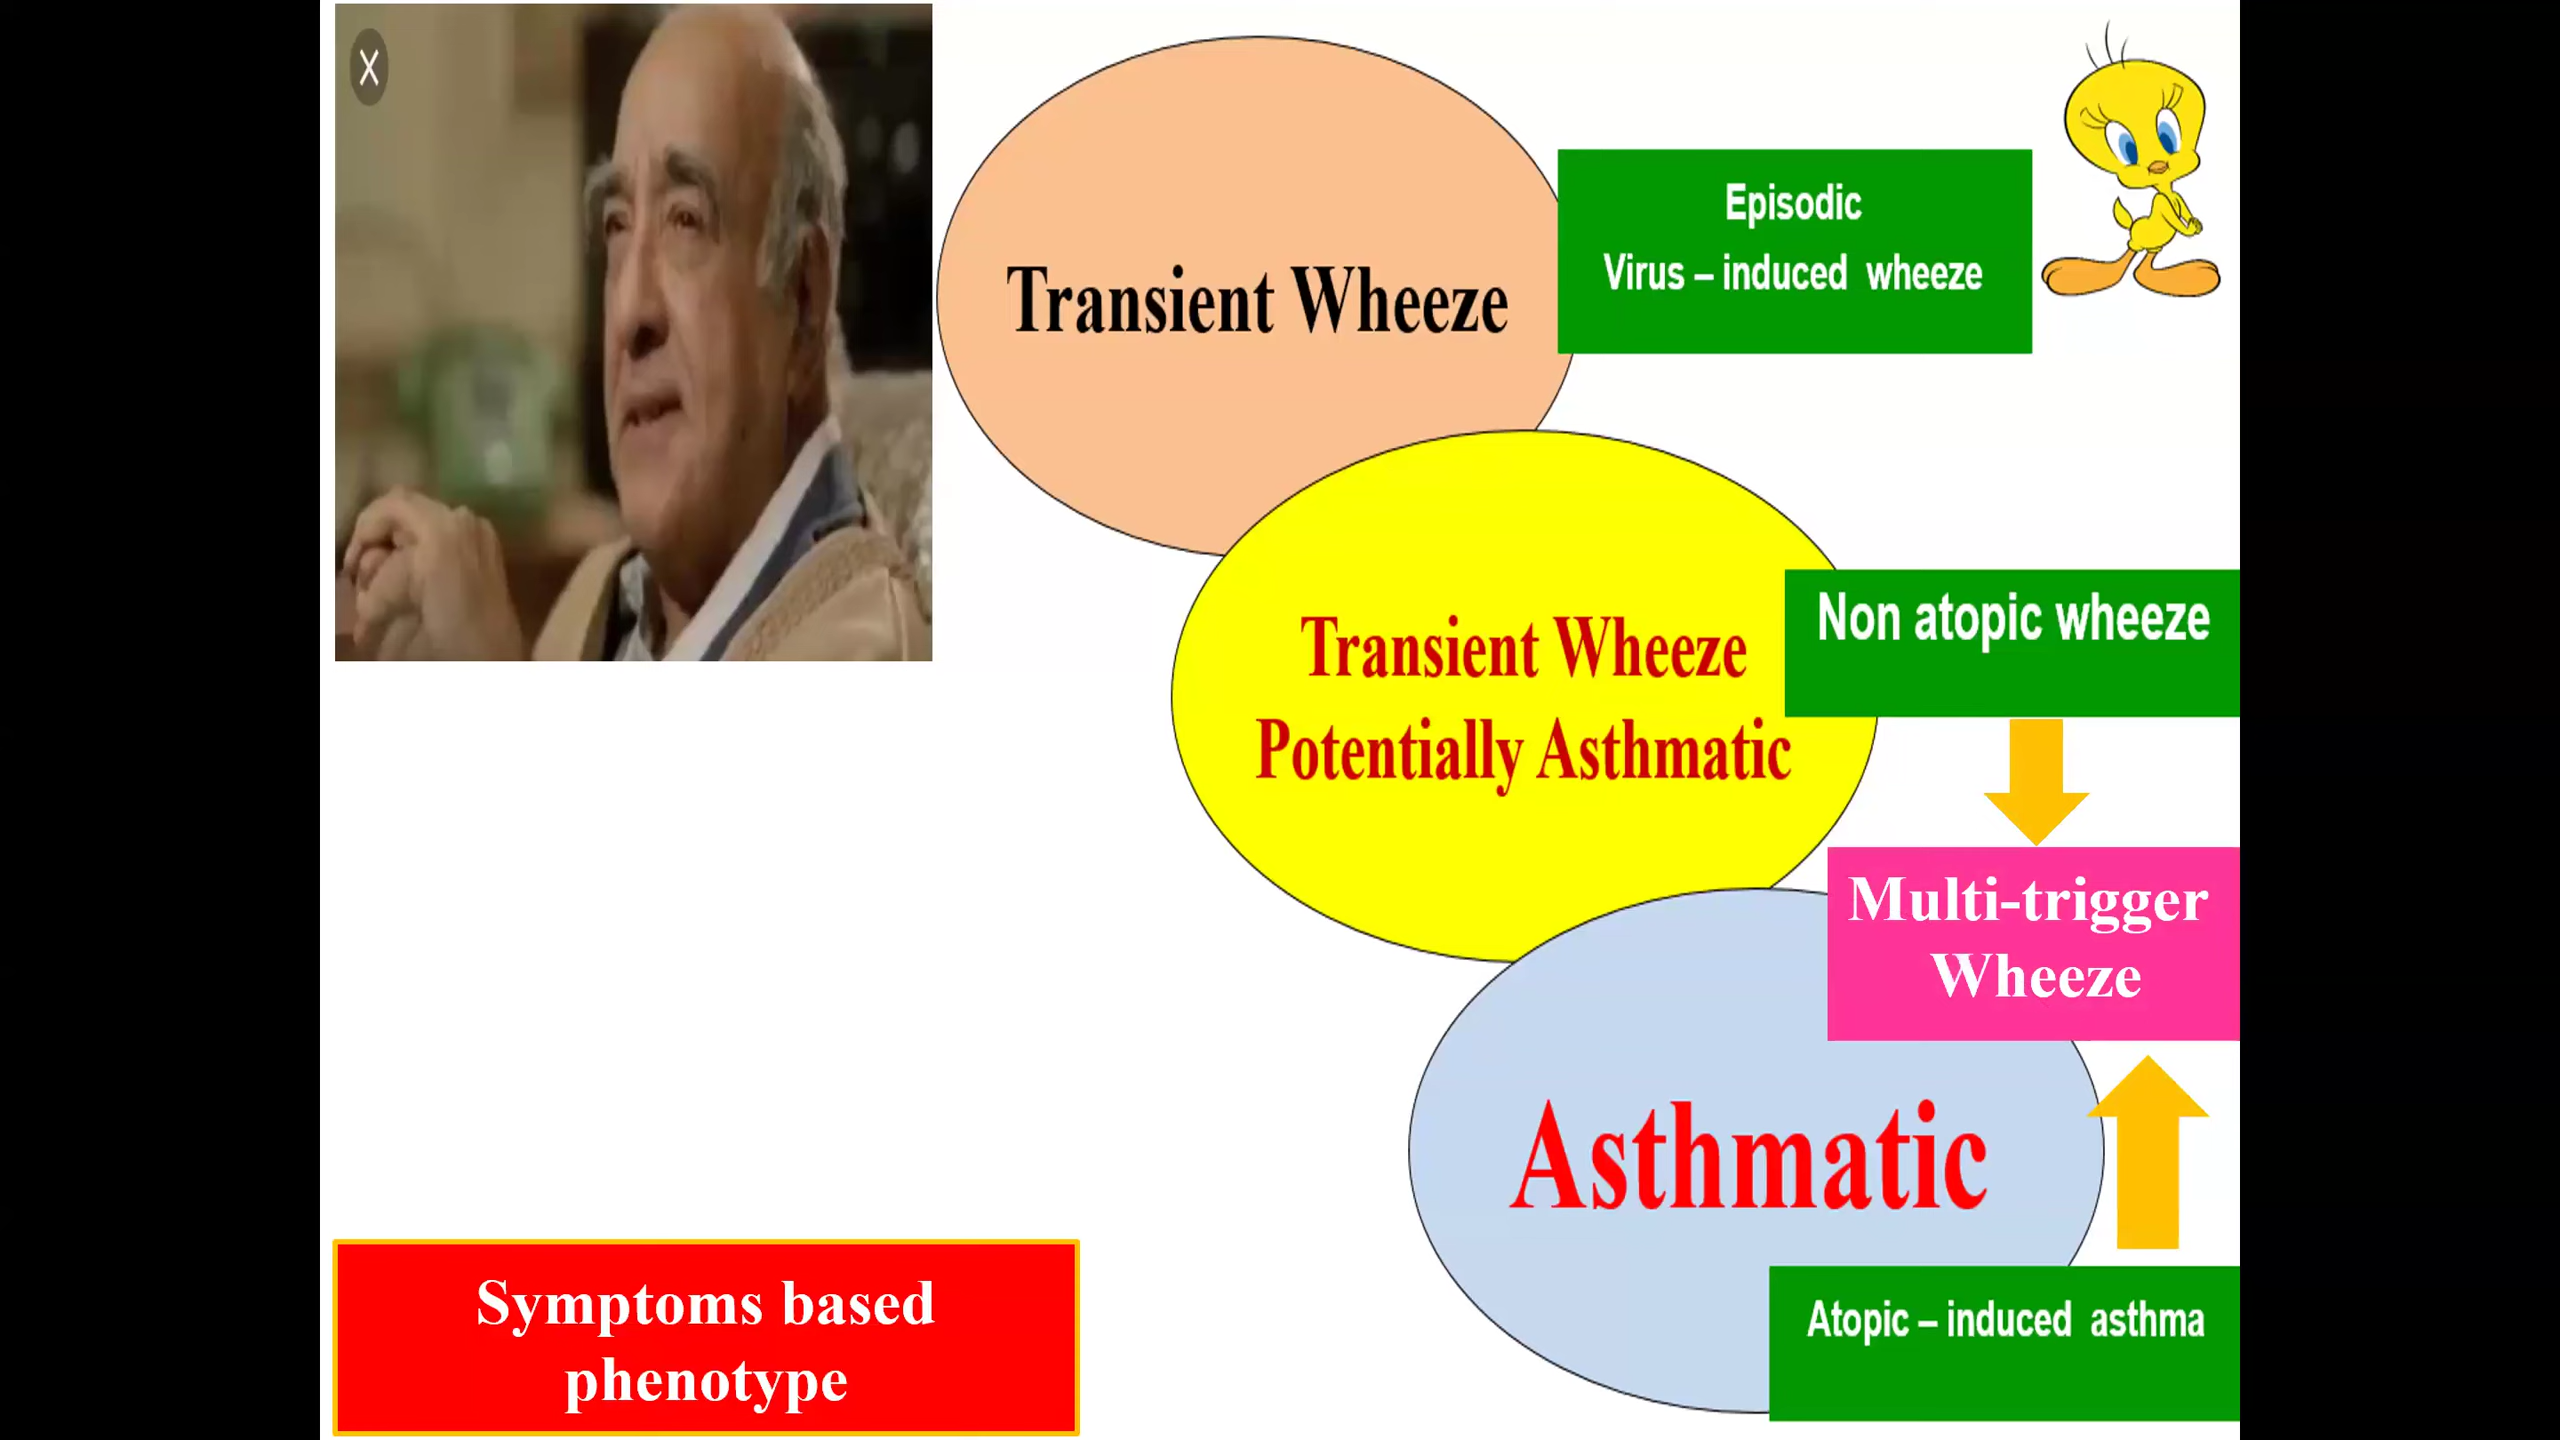 Transient Wheeze
Episodic
Virus – induced wheeze
Transient Wheeze
Potentially Asthmatic
Non atopic wheeze
Multi-trigger
Wheeze
Asthmatic
Atopic – induced asthma
Symptoms based
phenotype